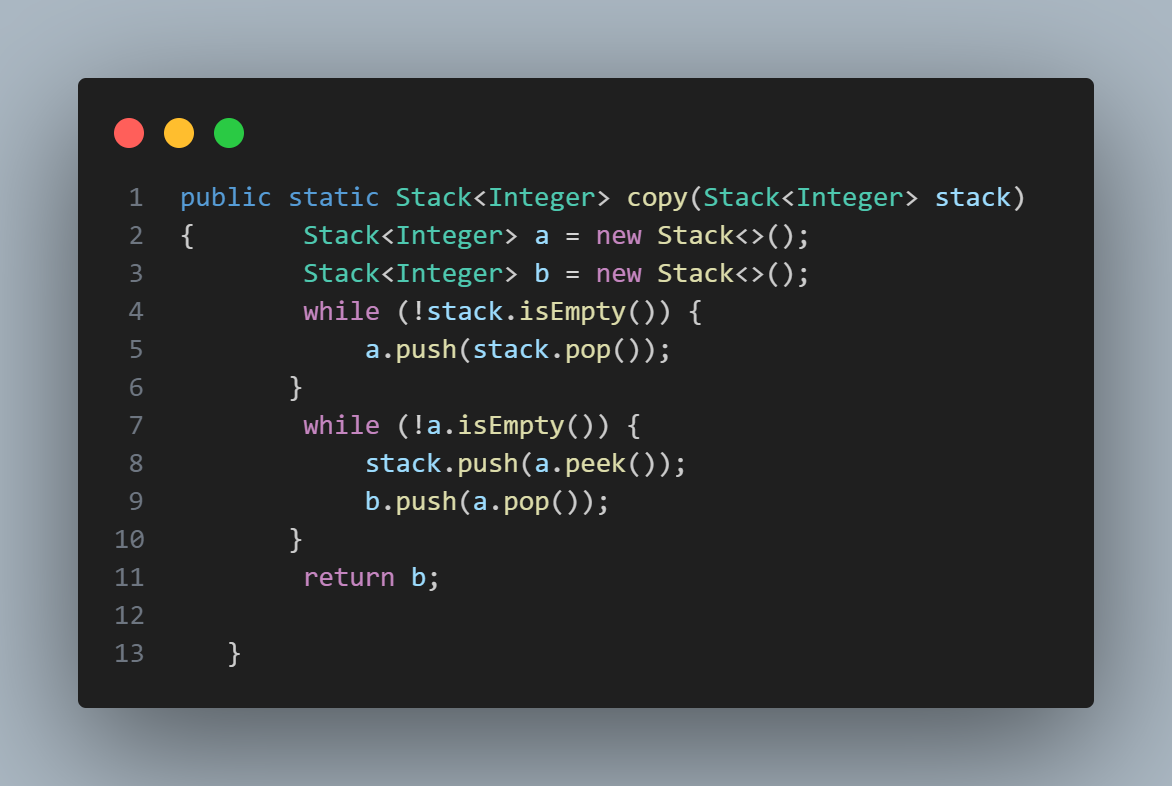 1 public static Stack<Integer> copy(Stack<Integer> stack)
2 {       Stack<Integer> a = new Stack<>();
3         Stack<Integer> b = new Stack<>();
4         while (!stack.isEmpty()) {
5             a.push(stack.pop());
6        }
7         while (!a.isEmpty()) {
8             stack.push(a.peek());
9             b.push(a.pop());
10        }
11         return b;
12
13    }